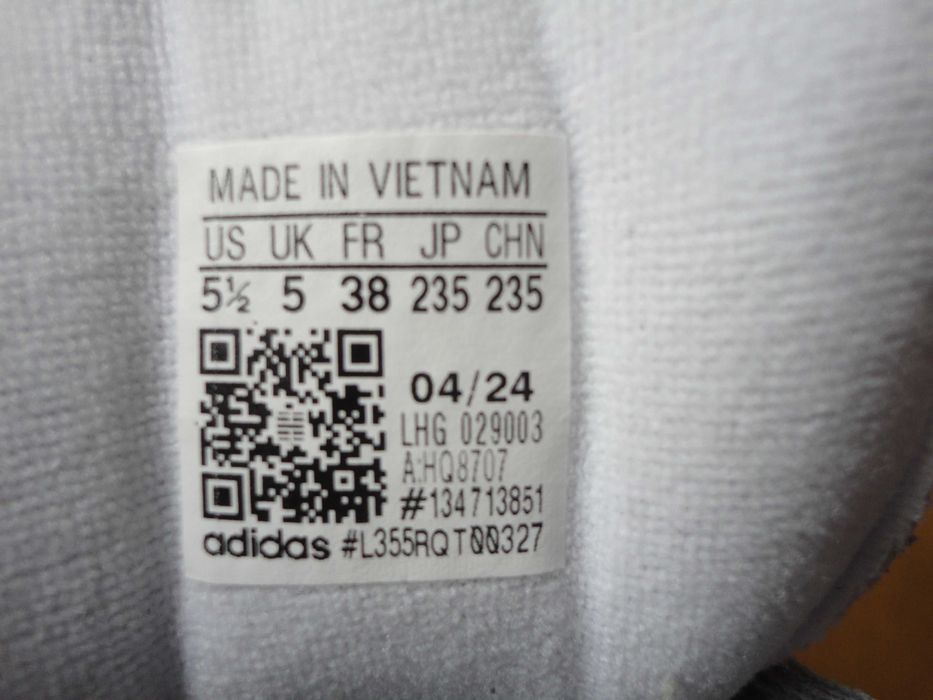 MADE IN VIETNAM
US UK FR JP CHN
5½ 5 38 235 235
04/24
LHG 029003
A:HQ8707
#134713851
adidas #L355RQT00327